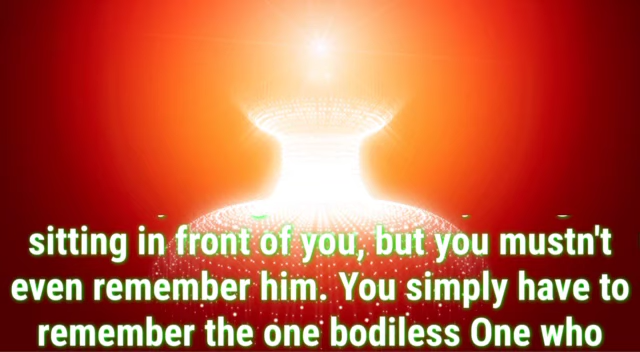 sitting in front of you, but you mustn't
even remember him. You simply have to
remember the one bodiless One who